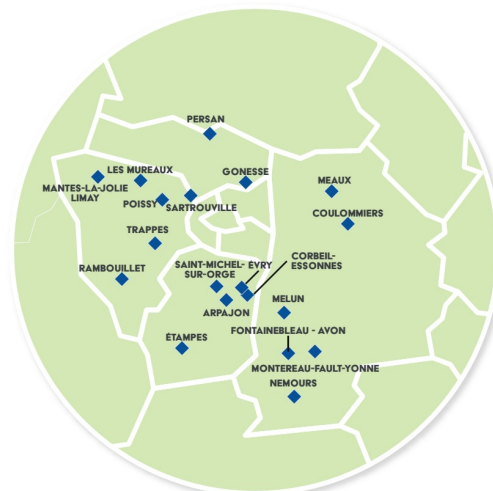 PERSAN
LES MUREAUX
GONESSE
MEAUX
MANTES-LA-JOLIE
LIMAY
POISSY
SARTROUVILLE
COULOMMIERS
TRAPPES
RAMBOUILLET
SAINT-MICHEL-
SUR-ORGE
ÉVRY
CORBEIL-
ESSONNES
ARPAJON
MELUN
FONTAINEBLEAU - AVON
ÉTAMPES
MONTEREAU-FAULT-YONNE
NEMOURS